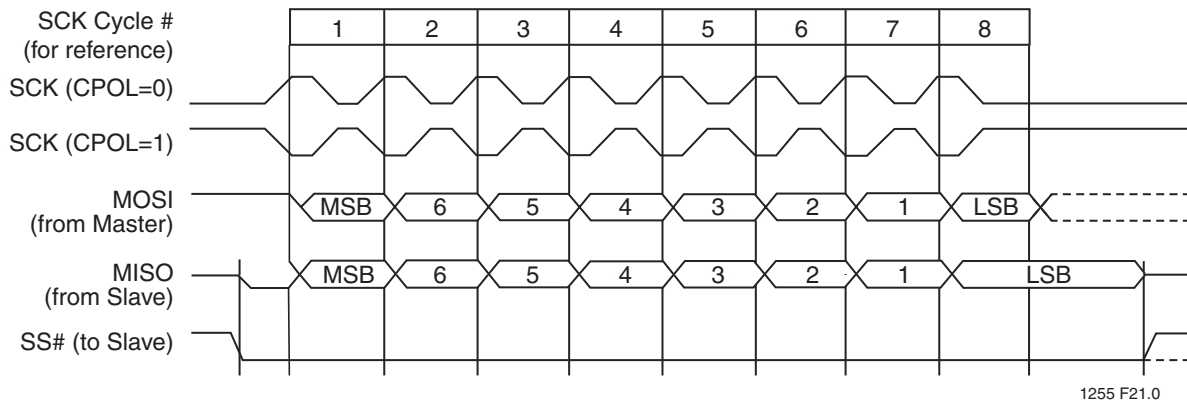 SCK Cycle # 1 2 3 4 5 6 7 8
(for reference)
SCK (CPOL=0)
SCK (CPOL=1)
MOSI MSB 6 5 4 3 2 1 LSB
(from Master)
MISO MSB 6 5 4 3 2 1 LSB
(from Slave)
SS# (to Slave)
1255 F21.0